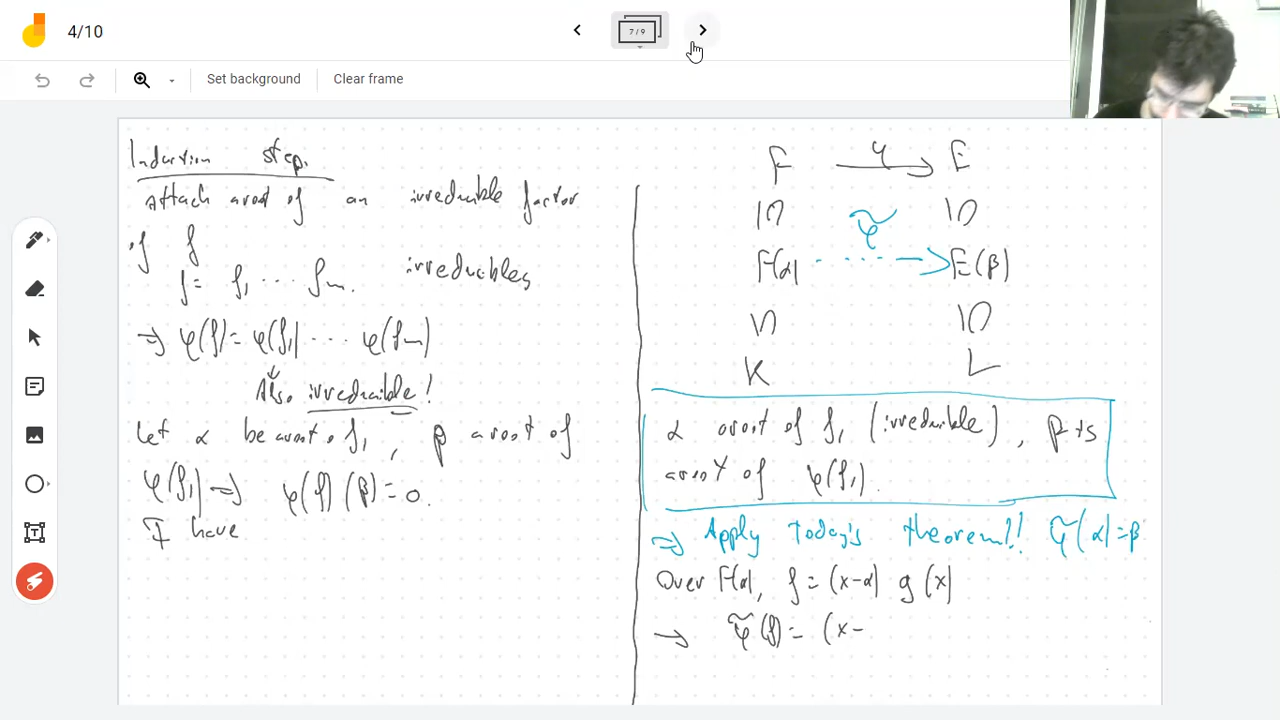 4/10
7/9
Set background
Clear frame
Induction step.
Attach a root of an irreducible factor
of f
f = f₁ ⋯ fₘ. irreducibles
⇒ φ(f) = φ(f₁) ⋯ φ(fₘ)
Also irreducible!
Let α be a root of f₁, β a root of
φ(f₁) ⇒ φ(f)(β) = 0.
I have
F φ E
⊆ φ̃ ⊆
F(α) ⋯→ E(β)
⊆ ⊆
K L
α a root of f₁ (irreducible), β is
a root of φ(f₁).
⇒ Apply today's theorem!! φ̃(α) = β
Over F(α), f = (x-α) g(x)
→ φ̃(f) = (x-